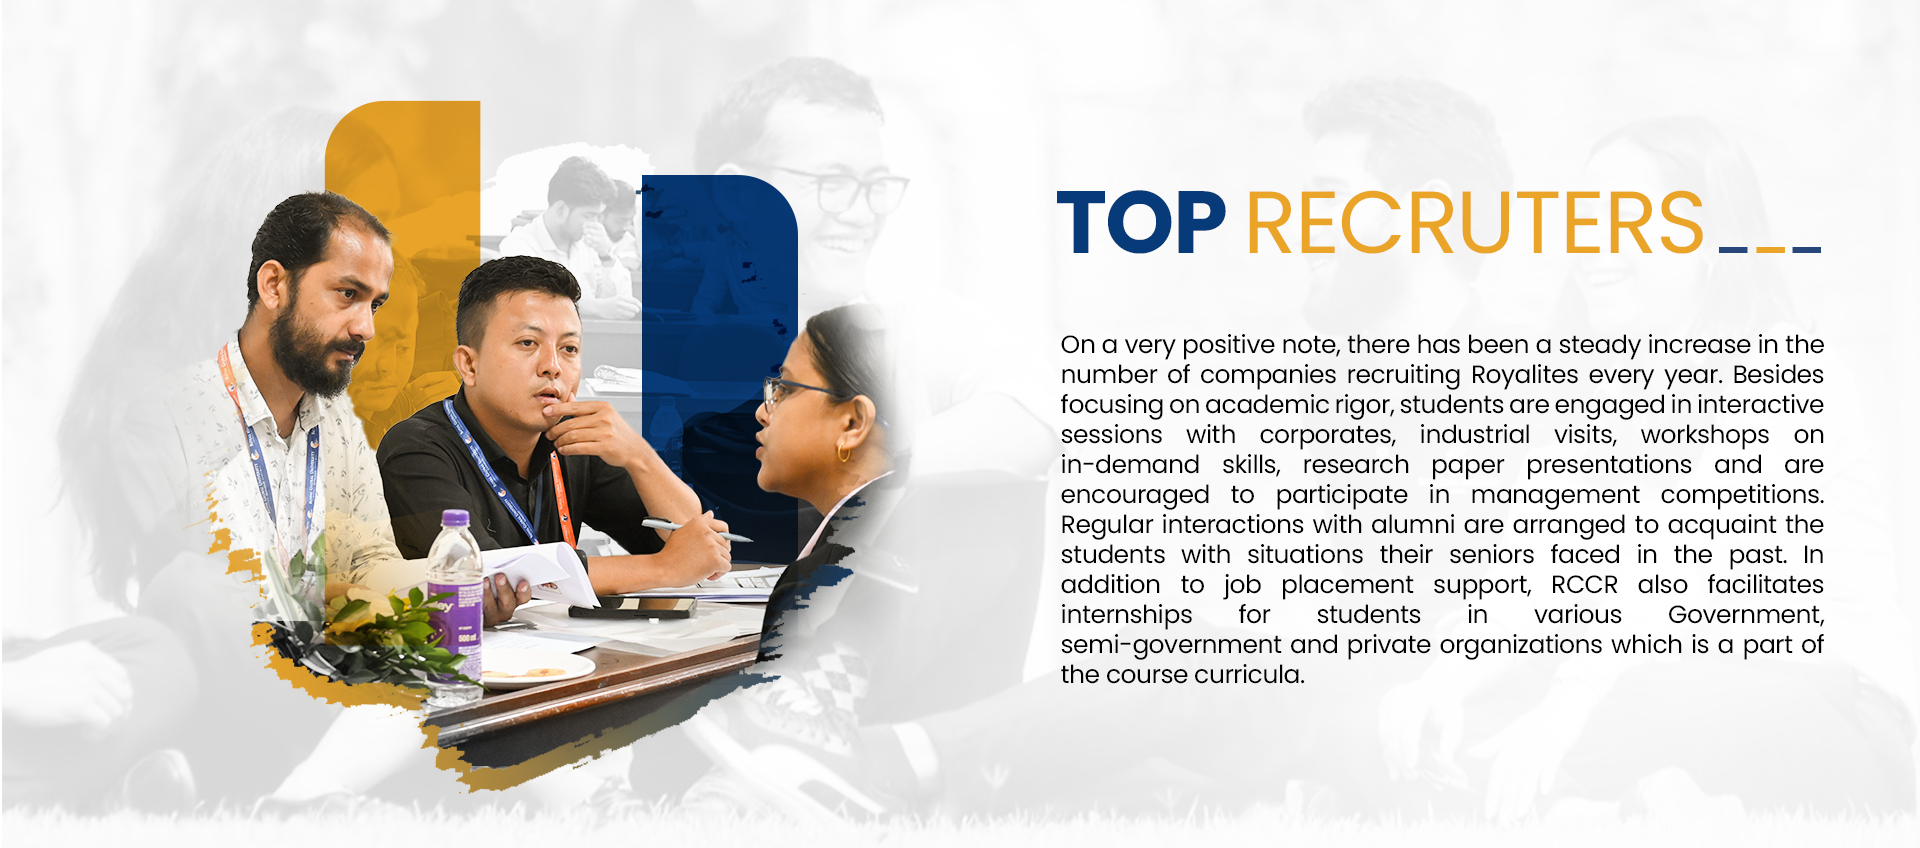 TOP RECRUTERS
On a very positive note, there has been a steady increase in the
number of companies recruiting Royalites every year. Besides
focusing on academic rigor, students are engaged in interactive
sessions with corporates, industrial visits, workshops on
in-demand skills, research paper presentations and are
encouraged to participate in management competitions.
Regular interactions with alumni are arranged to acquaint the
students with situations their seniors faced in the past. In
addition to job placement support, RCCR also facilitates
internships for students in various Government,
semi-government and private organizations which is a part of
the course curricula.
500 ml